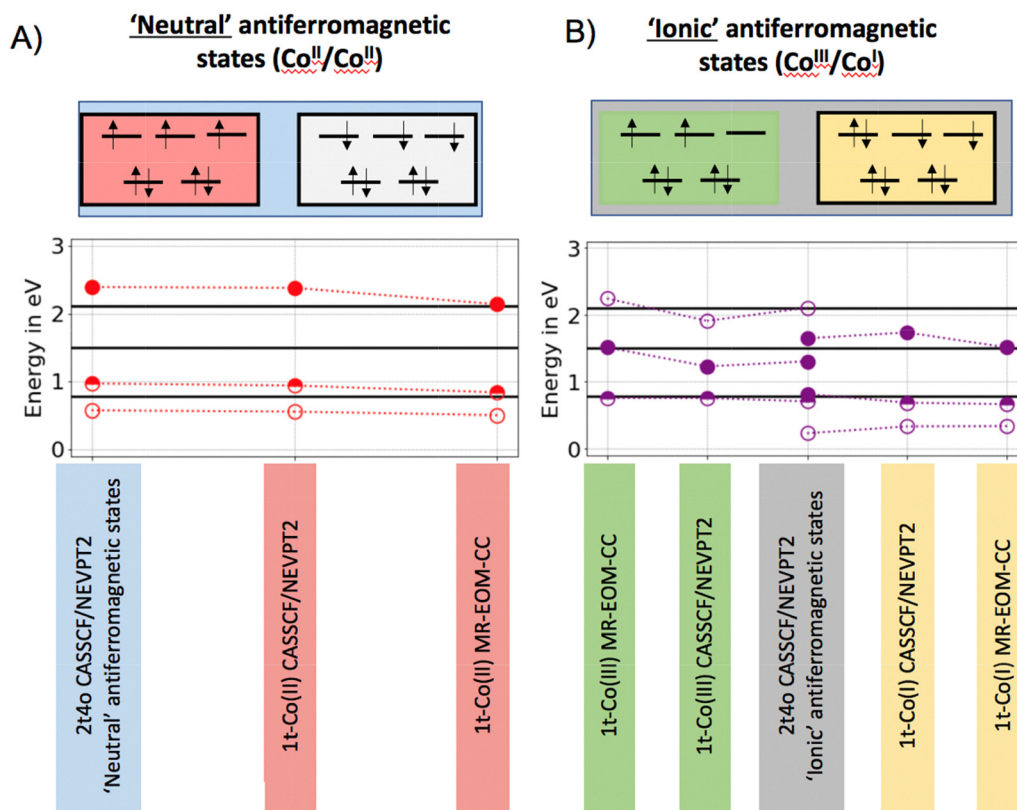 A)
'Neutral' antiferromagnetic
states (CoII/CoII)
B)
'Ionic' antiferromagnetic
states (CoIII/CoI)
Energy in eV
3
2
1
0
Energy in eV
3
2
1
0
2t4o CASSCF/NEVPT2
'Neutral' antiferromagnetic states
1t-Co(II) CASSCF/NEVPT2
1t-Co(II) MR-EOM-CC
1t-Co(III) MR-EOM-CC
1t-Co(III) CASSCF/NEVPT2
2t4o CASSCF/NEVPT2
'Ionic' antiferromagnetic states
1t-Co(I) CASSCF/NEVPT2
1t-Co(I) MR-EOM-CC